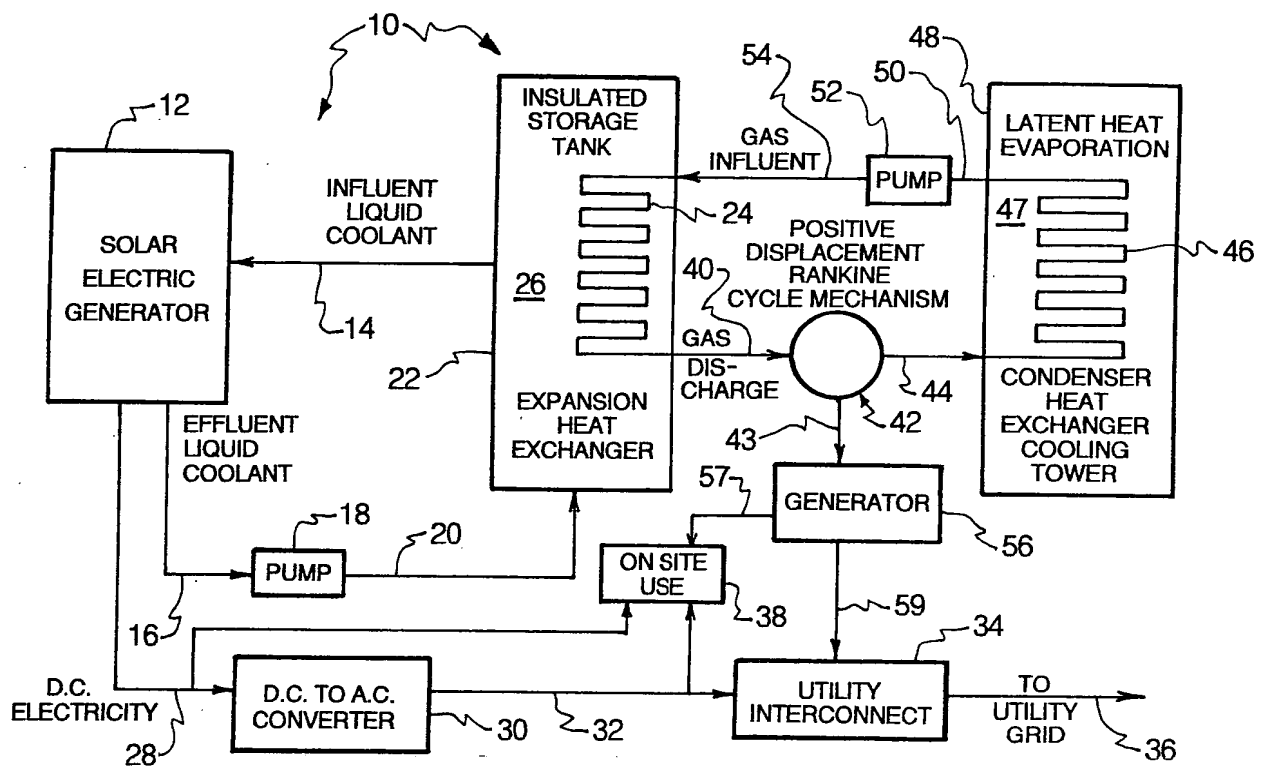 10
12
SOLAR
ELECTRIC
GENERATOR
INFLUENT
LIQUID
COOLANT
14
INSULATED
STORAGE
TANK
24
26
22
EXPANSION
HEAT
EXCHANGER
54
GAS
INFLUENT
52
PUMP
50
48
LATENT HEAT
EVAPORATION
47
46
POSITIVE
DISPLACEMENT
RANKINE
CYCLE MECHANISM
40
GAS
DIS-
CHARGE
42
44
43
CONDENSER
HEAT
EXCHANGER
COOLING
TOWER
EFFLUENT
LIQUID
COOLANT
16
18
PUMP
20
57
GENERATOR
56
ON SITE
USE
38
59
34
D.C.
ELECTRICITY
28
D.C. TO A.C.
CONVERTER
30
32
UTILITY
INTERCONNECT
TO
UTILITY
GRID
36